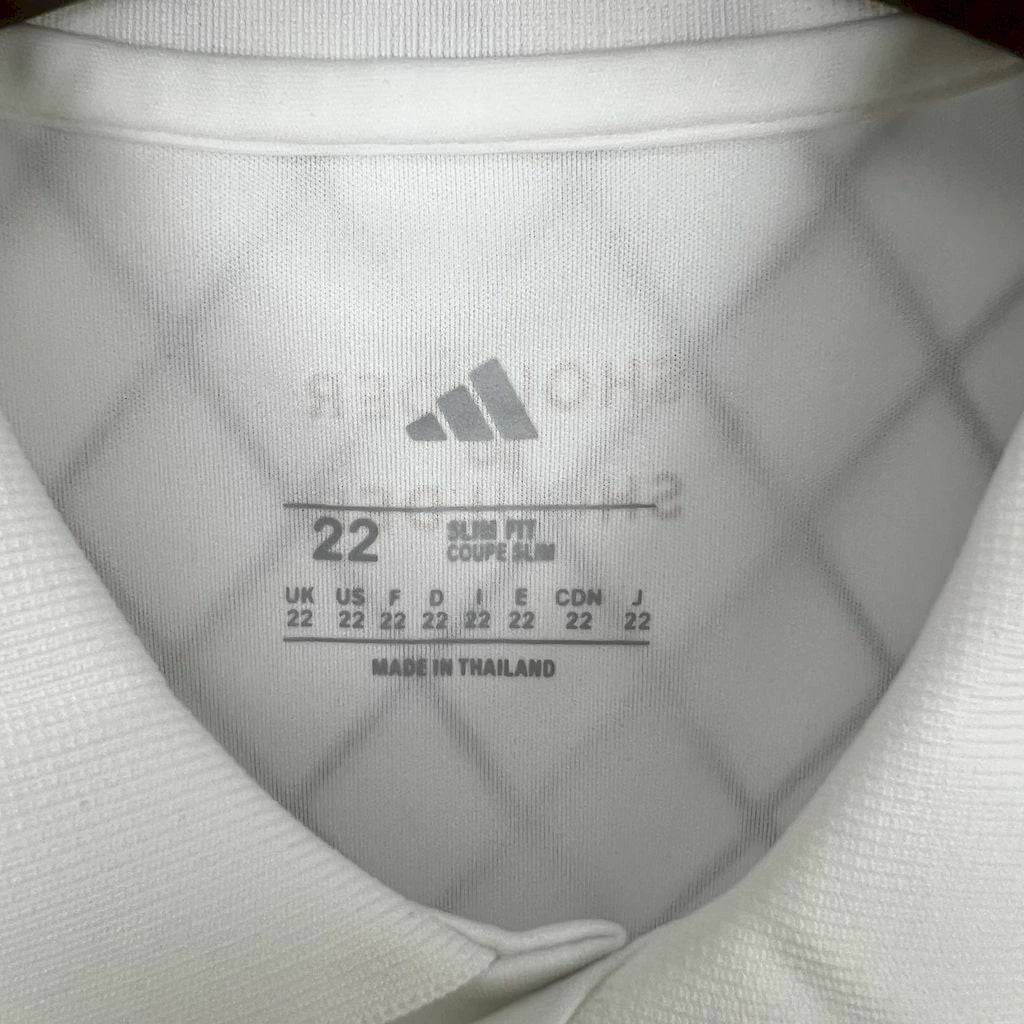 22 SLIM FIT
COUPE SLIM
UK US F D I E CDN J
22 22 22 22 22 22 22 22
MADE IN THAILAND